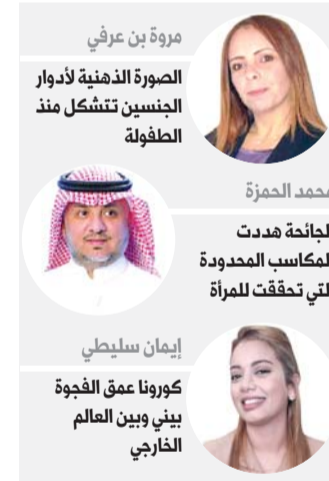 مروة بن عرفي
الصورة الذهنية لأدوار
الجنسين تتشكل منذ
الطفولة
محمد الحمزة
لجائحة هددت
لمكاسب المحدودة
لتي تحققت للمرأة
إيمان سليطي
كورونا عمق الفجوة
بيني وبين العالم
الخارجي